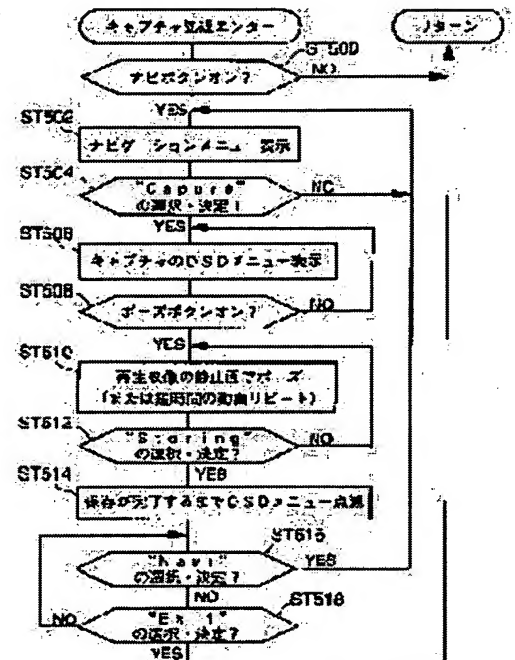 キャプチャ処理エンター
リターン
ST500
ナビボタンオン?
NO
YES
ST502
ナビゲーションメニュー表示
ST504
"Capure"
の選択・決定?
NO
YES
ST506
キャプチャのOSDメニュー表示
ST508
ポーズボタンオン?
NO
YES
ST510
再生映像の静止画でポーズ
(または短時間の動画リピート)
ST512
"Storing"
の選択・決定?
NO
YES
ST514
保存が完了するまでOSDメニュー点滅
ST516
"Navi"
の選択・決定?
YES
NO
ST518
の選択・決定?
NO
YES